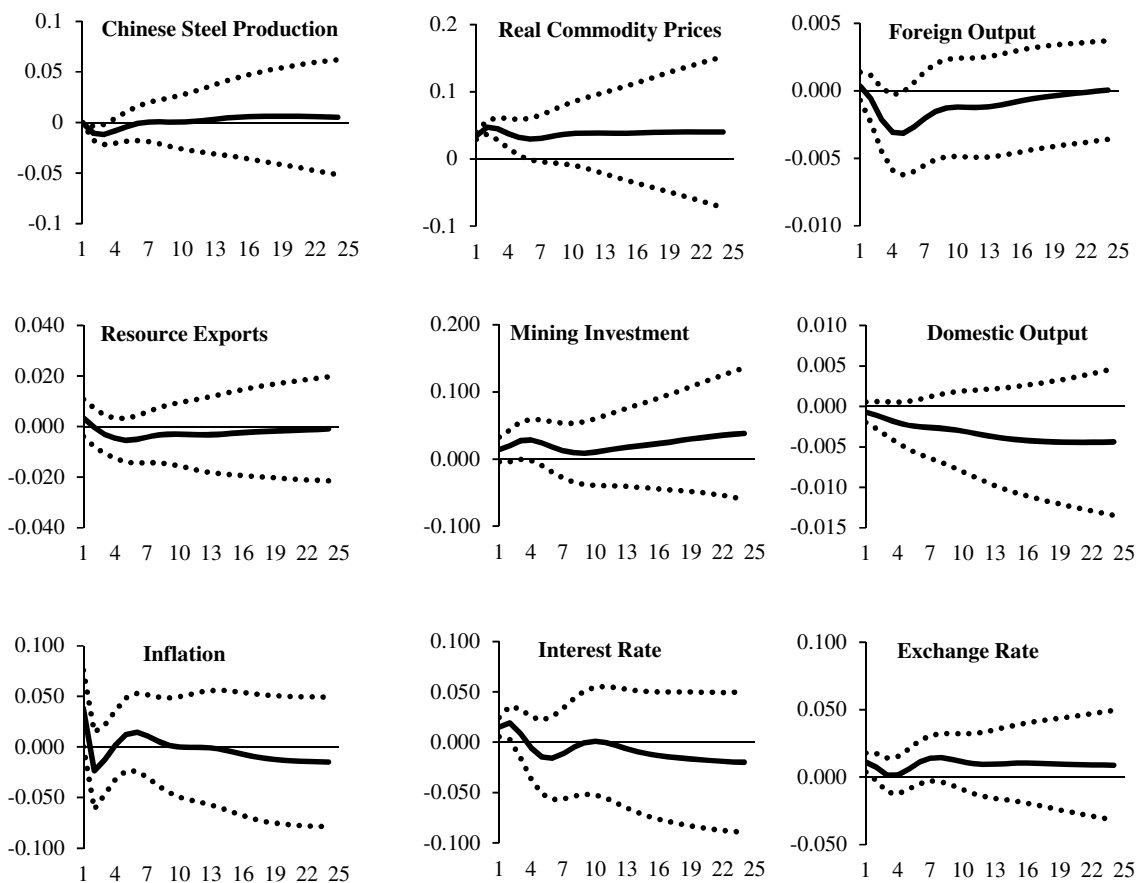 Chinese Steel Production
0.1
0.05
0
-0.05
-0.1
1 4 7 10 13 16 19 22 25
Real Commodity Prices
0.2
0.1
0
-0.1
1 4 7 10 13 16 19 22 25
Foreign Output
0.005
0.000
-0.005
-0.010
1 4 7 10 13 16 19 22 25
Resource Exports
0.040
0.020
0.000
-0.020
-0.040
1 4 7 10 13 16 19 22 25
Mining Investment
0.200
0.100
0.000
-0.100
1 4 7 10 13 16 19 22 25
Domestic Output
0.010
0.005
0.000
-0.005
-0.010
-0.015
1 4 7 10 13 16 19 22 25
Inflation
0.100
0.050
0.000
-0.050
-0.100
1 4 7 10 13 16 19 22 25
Interest Rate
0.100
0.050
0.000
-0.050
-0.100
1 4 7 10 13 16 19 22 25
Exchange Rate
0.100
0.050
0.000
-0.050
1 4 7 10 13 16 19 22 25